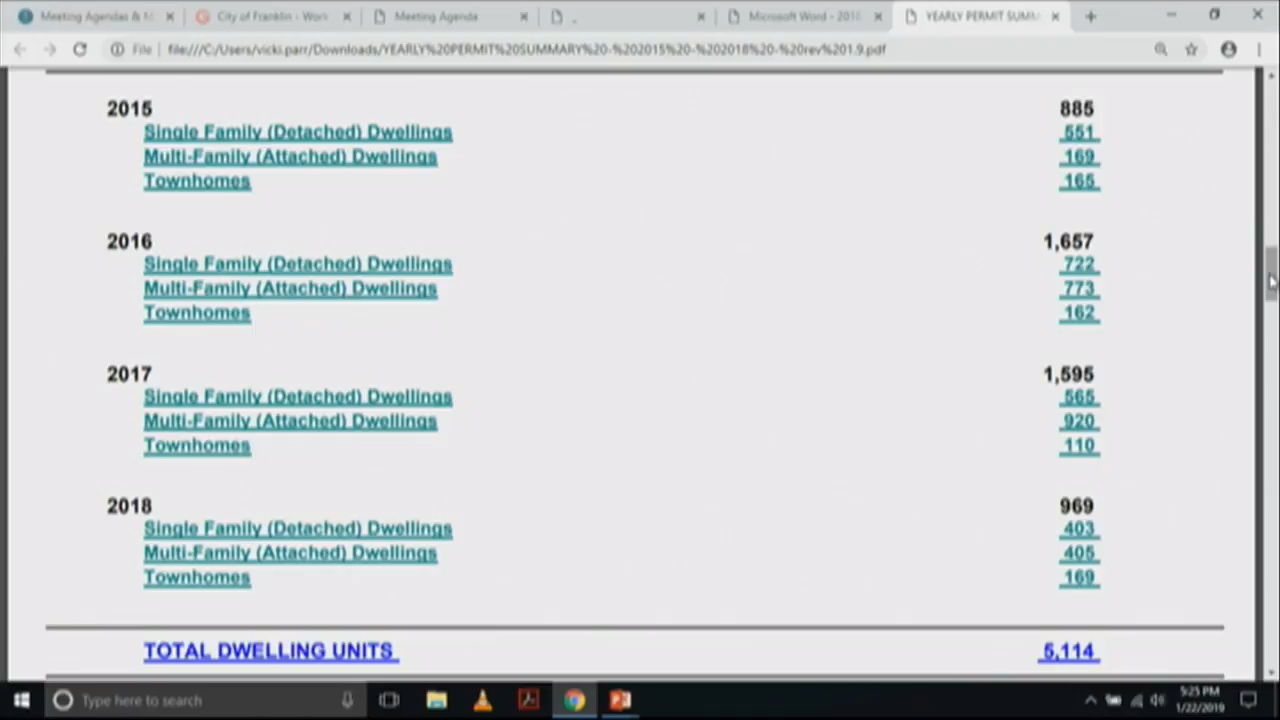 Meeting Agendas & M
City of Franklin - Work
Meeting Agenda
Microsoft Word - 2018
YEARLY PERMIT SUMM
File | file:///C:/Users/vicki.parr/Downloads/YEARLY%20PERMIT%20SUMMARY%20-%202015%20-%202018%20-%20rev%201.9.pdf
2015 885
Single Family (Detached) Dwellings 551
Multi-Family (Attached) Dwellings 169
Townhomes 165
2016 1,657
Single Family (Detached) Dwellings 722
Multi-Family (Attached) Dwellings 773
Townhomes 162
2017 1,595
Single Family (Detached) Dwellings 565
Multi-Family (Attached) Dwellings 920
Townhomes 110
2018 969
Single Family (Detached) Dwellings 403
Multi-Family (Attached) Dwellings 405
Townhomes 169
TOTAL DWELLING UNITS 5,114
Type here to search
5:25 PM
1/22/2019